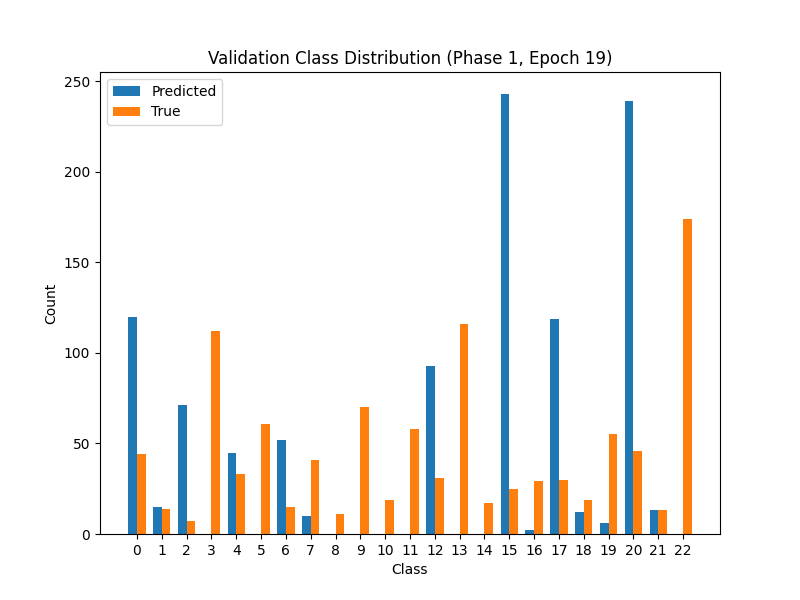 Validation Class Distribution (Phase 1, Epoch 19)
Predicted
True
250
200
150
100
50
0
Count
0 1 2 3 4 5 6 7 8 9 10 11 12 13 14 15 16 17 18 19 20 21 22
Class